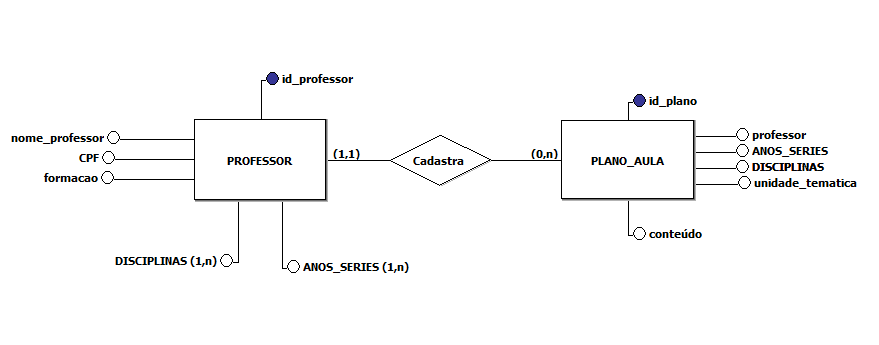 id_professor
id_plano
nome_professor
CPF
formacao
PROFESSOR
(1,1)
Cadastra
(0,n)
PLANO_AULA
professor
ANOS_SERIES
DISCIPLINAS
unidade_tematica
conteúdo
DISCIPLINAS (1,n)
ANOS_SERIES (1,n)